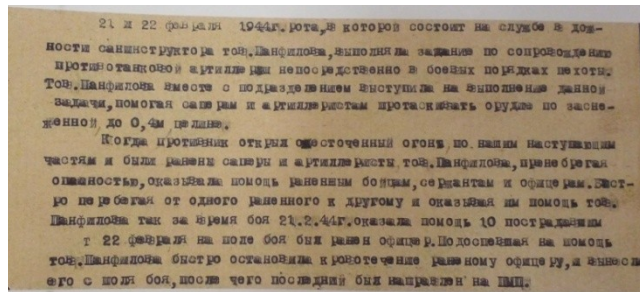 21 и 22 февраля 1944г. рота, в которой состоит на службе в дож-
ности санинструктора тов. Панфилова, выполняла задание по сопровождению
противотанковой артиллерии непосредственно в боевых порядках пехоты.
Тов. Панфилова вместе с подразделением выступила на выполнение данной
задачи, помогая саперам и артиллеристам протаскивать орудие по засне-
женной до 0,4м целине.
Когда противник открыл ожесточенный огонь по нашим наступающим
частям и были ранены саперы и артиллеристы, тов. Панфилова, пренебрегая
опасностью, оказывала помощь раненным бойцам, сержантам и офицерам. Быст-
ро перебегая от одного раненного к другому и оказывая им помощь тов.
Панфилова так за время боя 21.2.44г. оказала помощь 10 пострадавшим
т 22 февраля на поле боя был ранен офицер. Подоспевшая на помощь
тов. Панфилова быстро остановила кровотечение раненому офицеру, и вынесла
его с поля боя, после чего последний был направлен на ПМП.